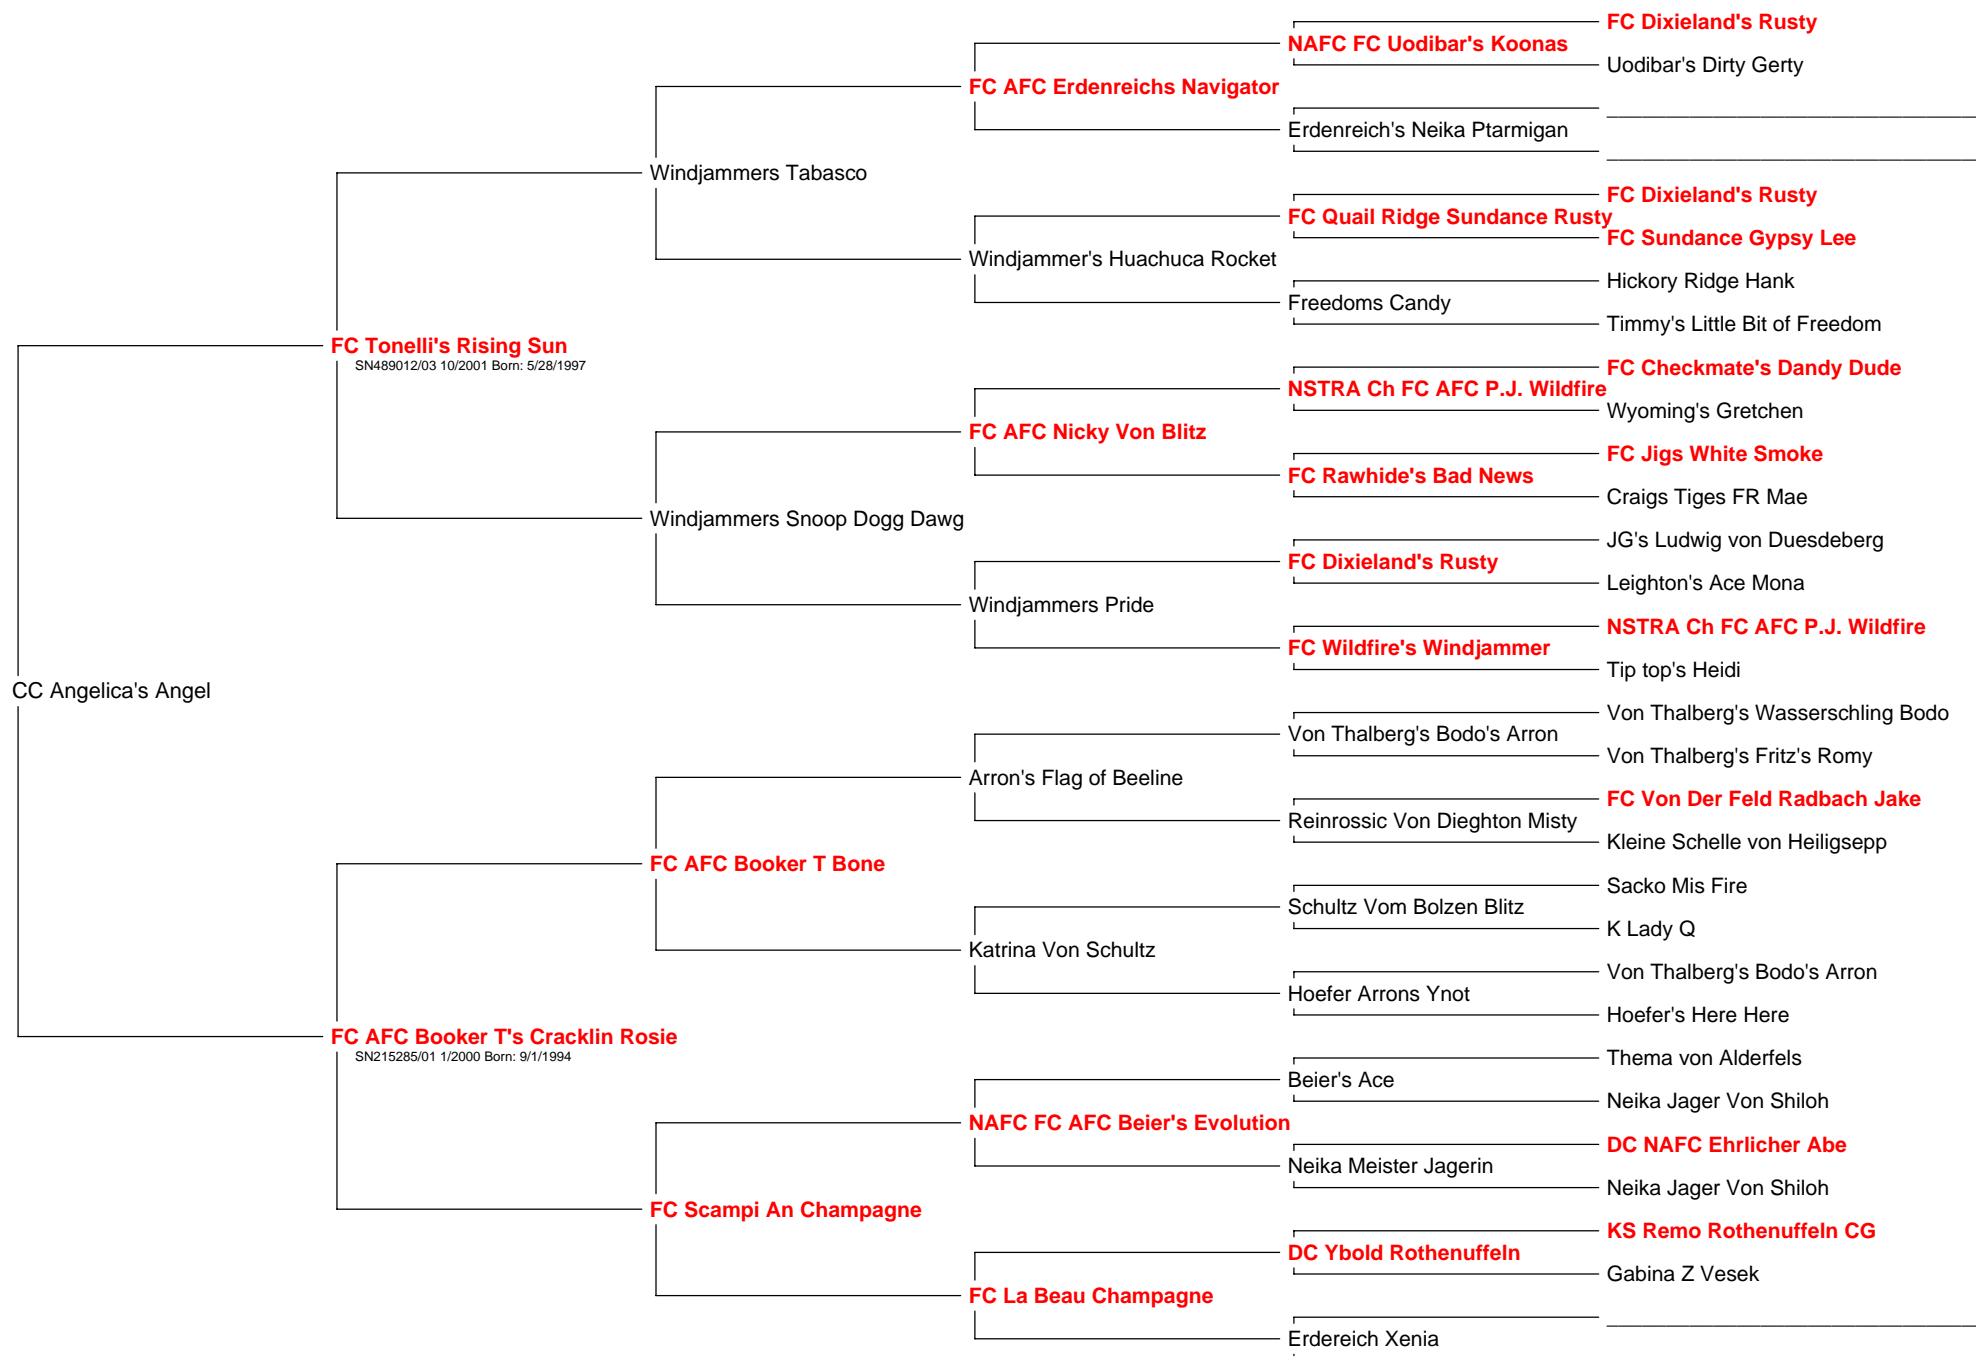 FC Dixieland's Rusty
NAFC FC Uodibar's Koonas
Uodibar's Dirty Gerty
FC AFC Erdenreichs Navigator
Erdenreich's Neika Ptarmigan
Windjammers Tabasco
FC Dixieland's Rusty
FC Quail Ridge Sundance Rusty
FC Sundance Gypsy Lee
Windjammer's Huachuca Rocket
Hickory Ridge Hank
Freedoms Candy
Timmy's Little Bit of Freedom
FC Tonelli's Rising Sun
SN489012/03 10/2001 Born: 5/28/1997
FC Checkmate's Dandy Dude
NSTRA Ch FC AFC P.J. Wildfire
Wyoming's Gretchen
FC AFC Nicky Von Blitz
FC Jigs White Smoke
FC Rawhide's Bad News
Craigs Tiges FR Mae
Windjammers Snoop Dogg Dawg
JG's Ludwig von Duesdeberg
FC Dixieland's Rusty
Leighton's Ace Mona
Windjammers Pride
NSTRA Ch FC AFC P.J. Wildfire
FC Wildfire's Windjammer
Tip top's Heidi
CC Angelica's Angel
Von Thalberg's Wasserschling Bodo
Von Thalberg's Bodo's Arron
Von Thalberg's Fritz's Romy
Arron's Flag of Beeline
FC Von Der Feld Radbach Jake
Reinrossic Von Dieghton Misty
Kleine Schelle von Heiligsepp
FC AFC Booker T Bone
Sacko Mis Fire
Schultz Vom Bolzen Blitz
K Lady Q
Katrina Von Schultz
Von Thalberg's Bodo's Arron
Hoefer Arrons Ynot
Hoefer's Here Here
FC AFC Booker T's Cracklin Rosie
SN215285/01 1/2000 Born: 9/1/1994
Thema von Alderfels
Beier's Ace
Neika Jager Von Shiloh
NAFC FC AFC Beier's Evolution
DC NAFC Ehrlicher Abe
Neika Meister Jagerin
Neika Jager Von Shiloh
FC Scampi An Champagne
KS Remo Rothenuffeln CG
DC Ybold Rothenuffeln
Gabina Z Vesek
FC La Beau Champagne
Erdereich Xenia